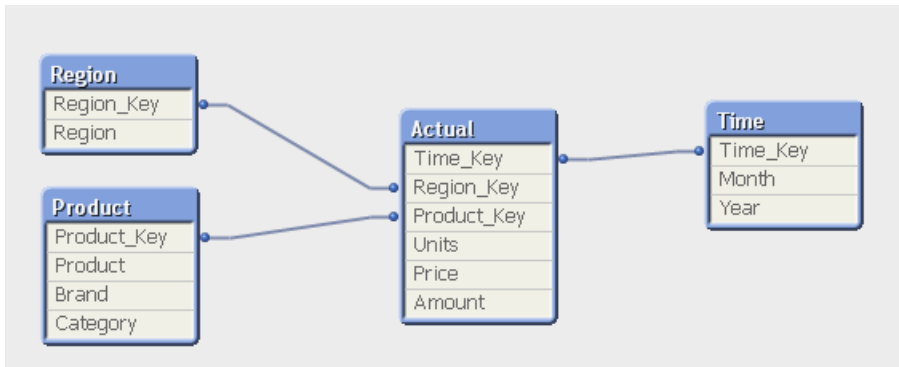 Region
Region_Key
Region
Product
Product_Key
Product
Brand
Category
Actual
Time_Key
Region_Key
Product_Key
Units
Price
Amount
Time
Time_Key
Month
Year